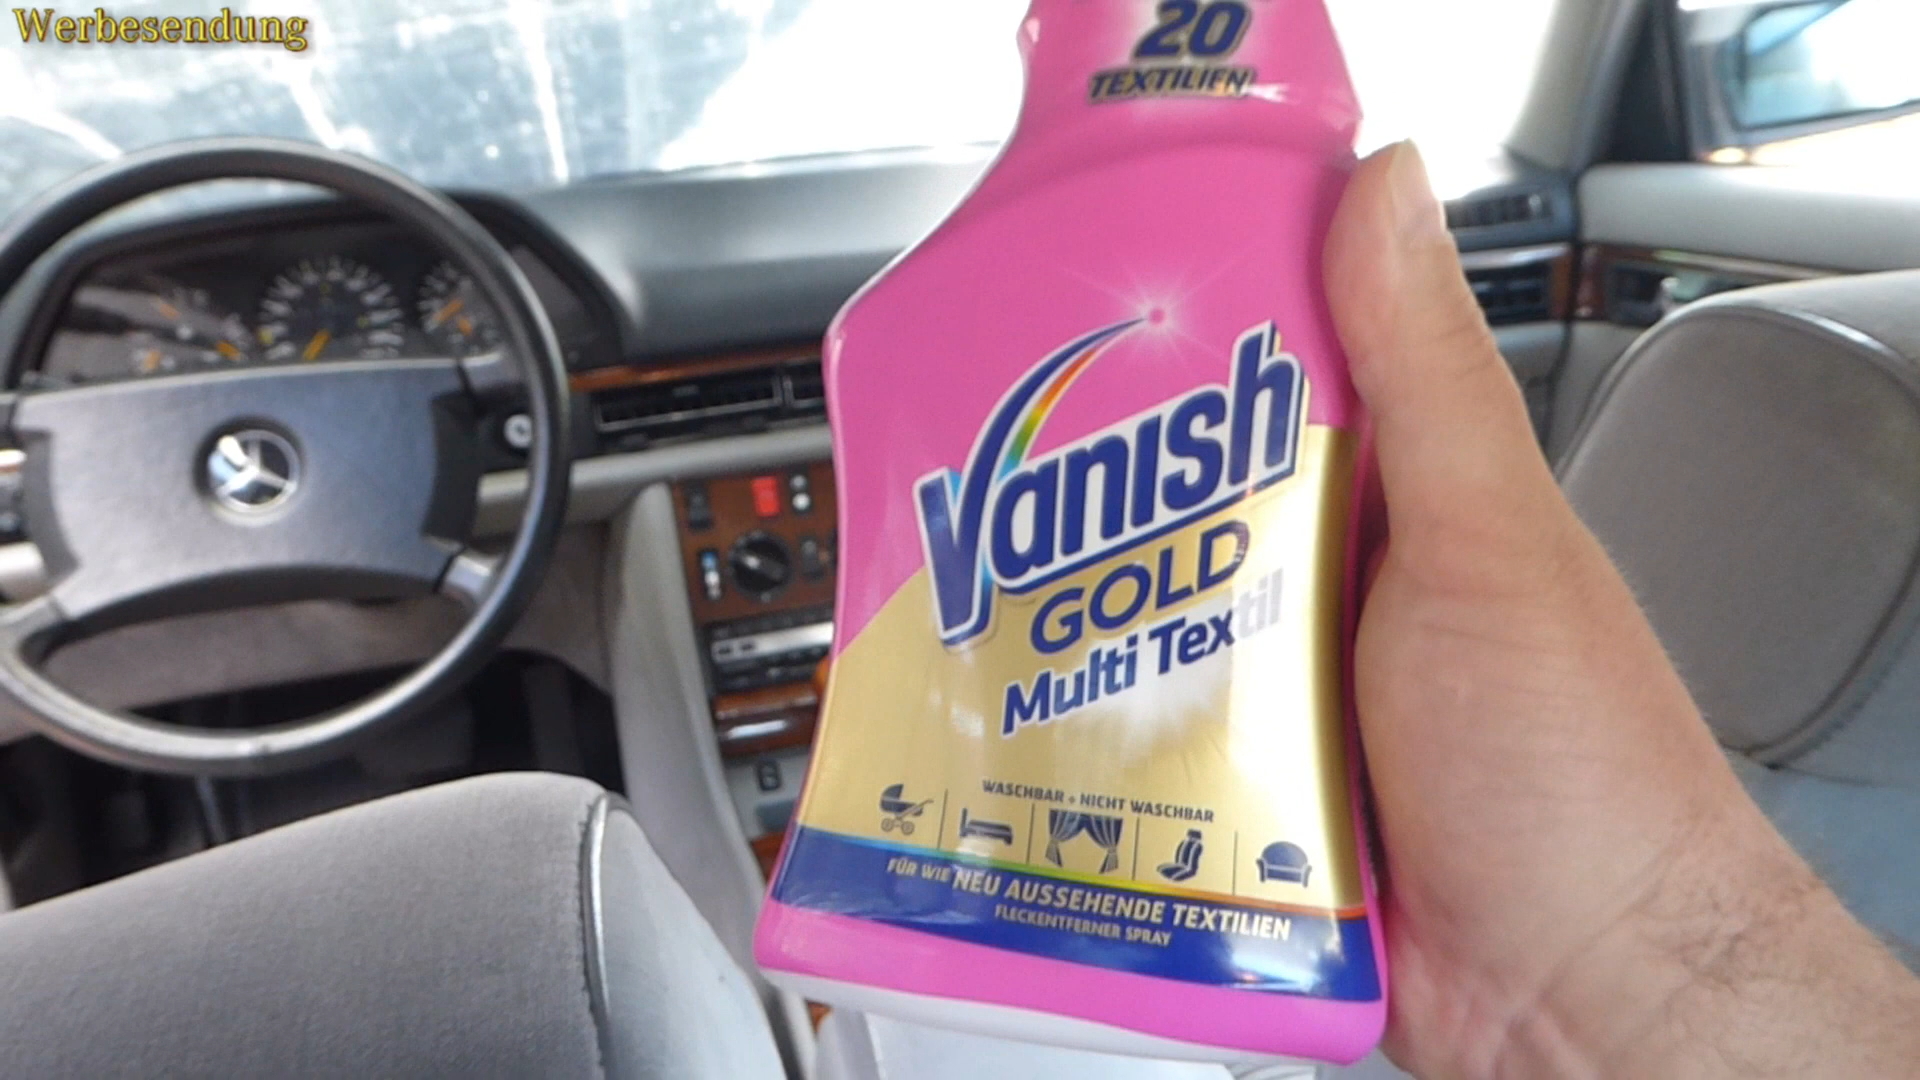 Werbesendung
20
TEXTILIEN
Vanish
GOLD
Multi Textil
WASCHBAR + NICHT WASCHBAR
FÜR WIE NEU AUSSEHENDE TEXTILIEN
FLECKENTFERNER SPRAY